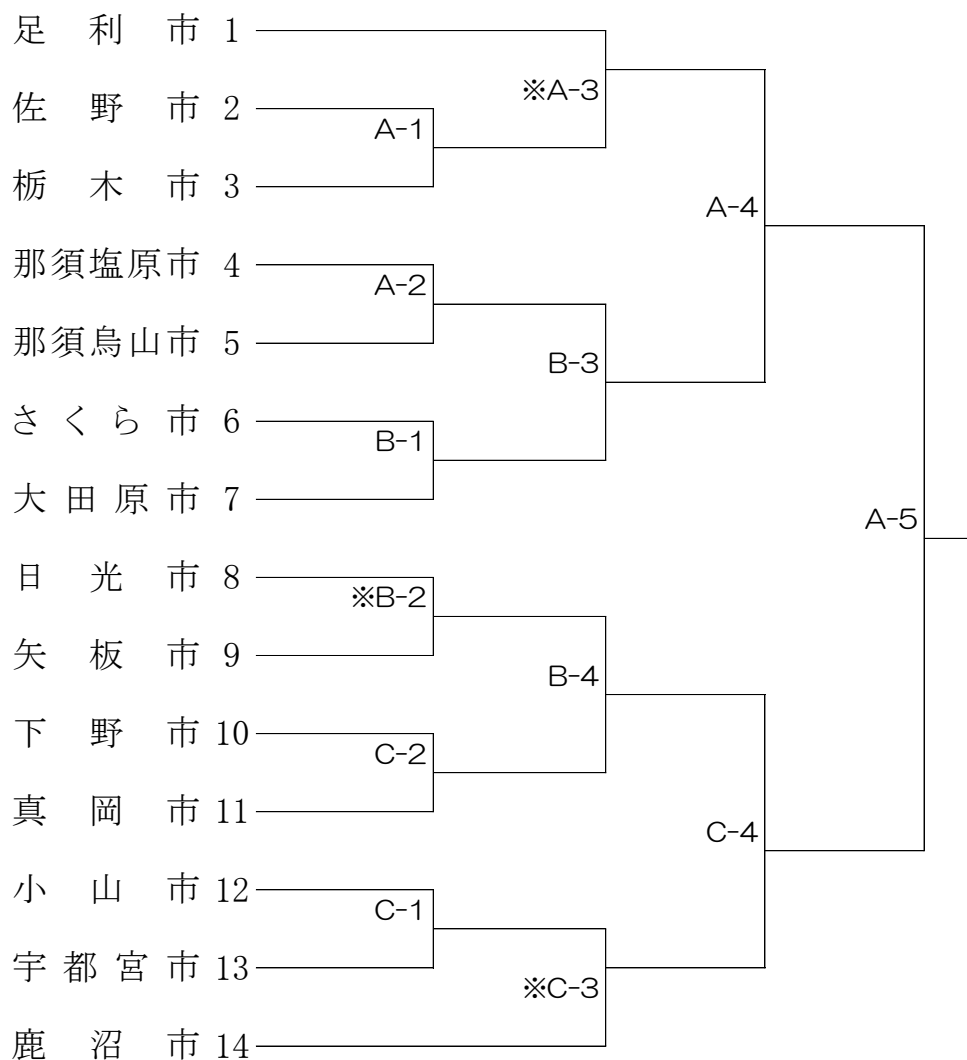 足利市 1
※A-3
佐野市 2
A-1
栃木市 3
A-4
那須塩原市 4
A-2
那須烏山市 5
B-3
さくら市 6
B-1
大田原市 7
A-5
日光市 8
※B-2
矢板市 9
B-4
下野市 10
C-2
真岡市 11
C-4
小山市 12
C-1
宇都宮市 13
※C-3
鹿沼市 14